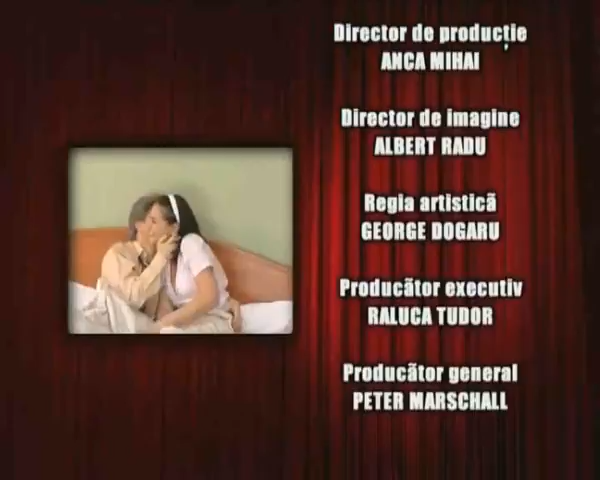 Director de producție
ANCA MIHAI
Director de imagine
ALBERT RADU
Regia artistică
GEORGE DOGARU
Producător executiv
RALUCA TUDOR
Producător general
PETER MARSCHALL